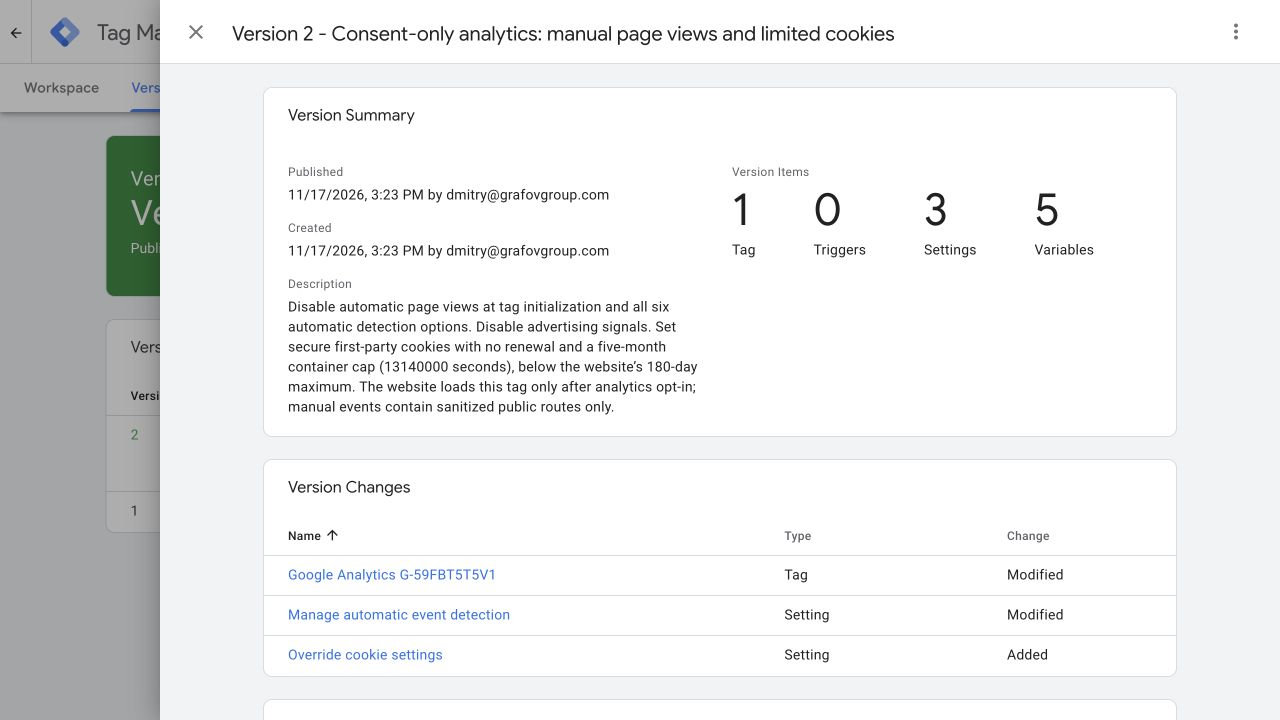 Tag Ma
Version 2 - Consent-only analytics: manual page views and limited cookies
Workspace
Vers
Ver
Ve
Publi
Vers
Versi
2
1
Version Summary
Published
11/17/2026, 3:23 PM by dmitry@grafovgroup.com
Created
11/17/2026, 3:23 PM by dmitry@grafovgroup.com
Description
Disable automatic page views at tag initialization and all six
automatic detection options. Disable advertising signals. Set
secure first-party cookies with no renewal and a five-month
container cap (13140000 seconds), below the website’s 180-day
maximum. The website loads this tag only after analytics opt-in;
manual events contain sanitized public routes only.
Version Items
1 0 3 5
Tag Triggers Settings Variables
Version Changes
Name Type Change
Google Analytics G-59FBT5T5V1 Tag Modified
Manage automatic event detection Setting Modified
Override cookie settings Setting Added